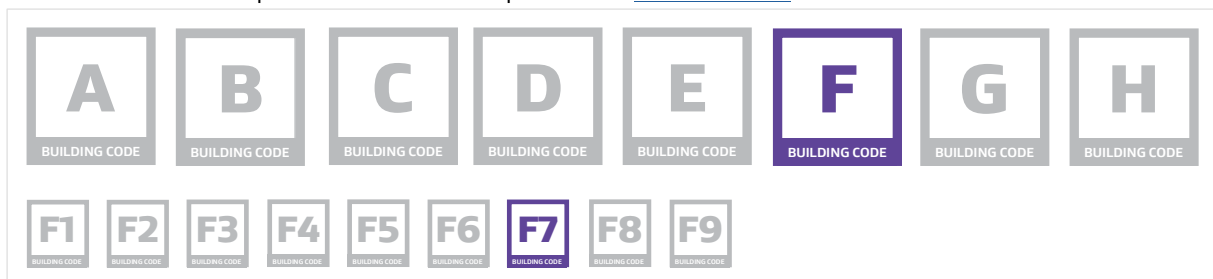 A B C D E F G H
BUILDING CODE BUILDING CODE BUILDING CODE BUILDING CODE BUILDING CODE BUILDING CODE BUILDING CODE BUILDING CODE
F1 F2 F3 F4 F5 F6 F7 F8 F9
BUILDING CODE BUILDING CODE BUILDING CODE BUILDING CODE BUILDING CODE BUILDING CODE BUILDING CODE BUILDING CODE BUILDING CODE